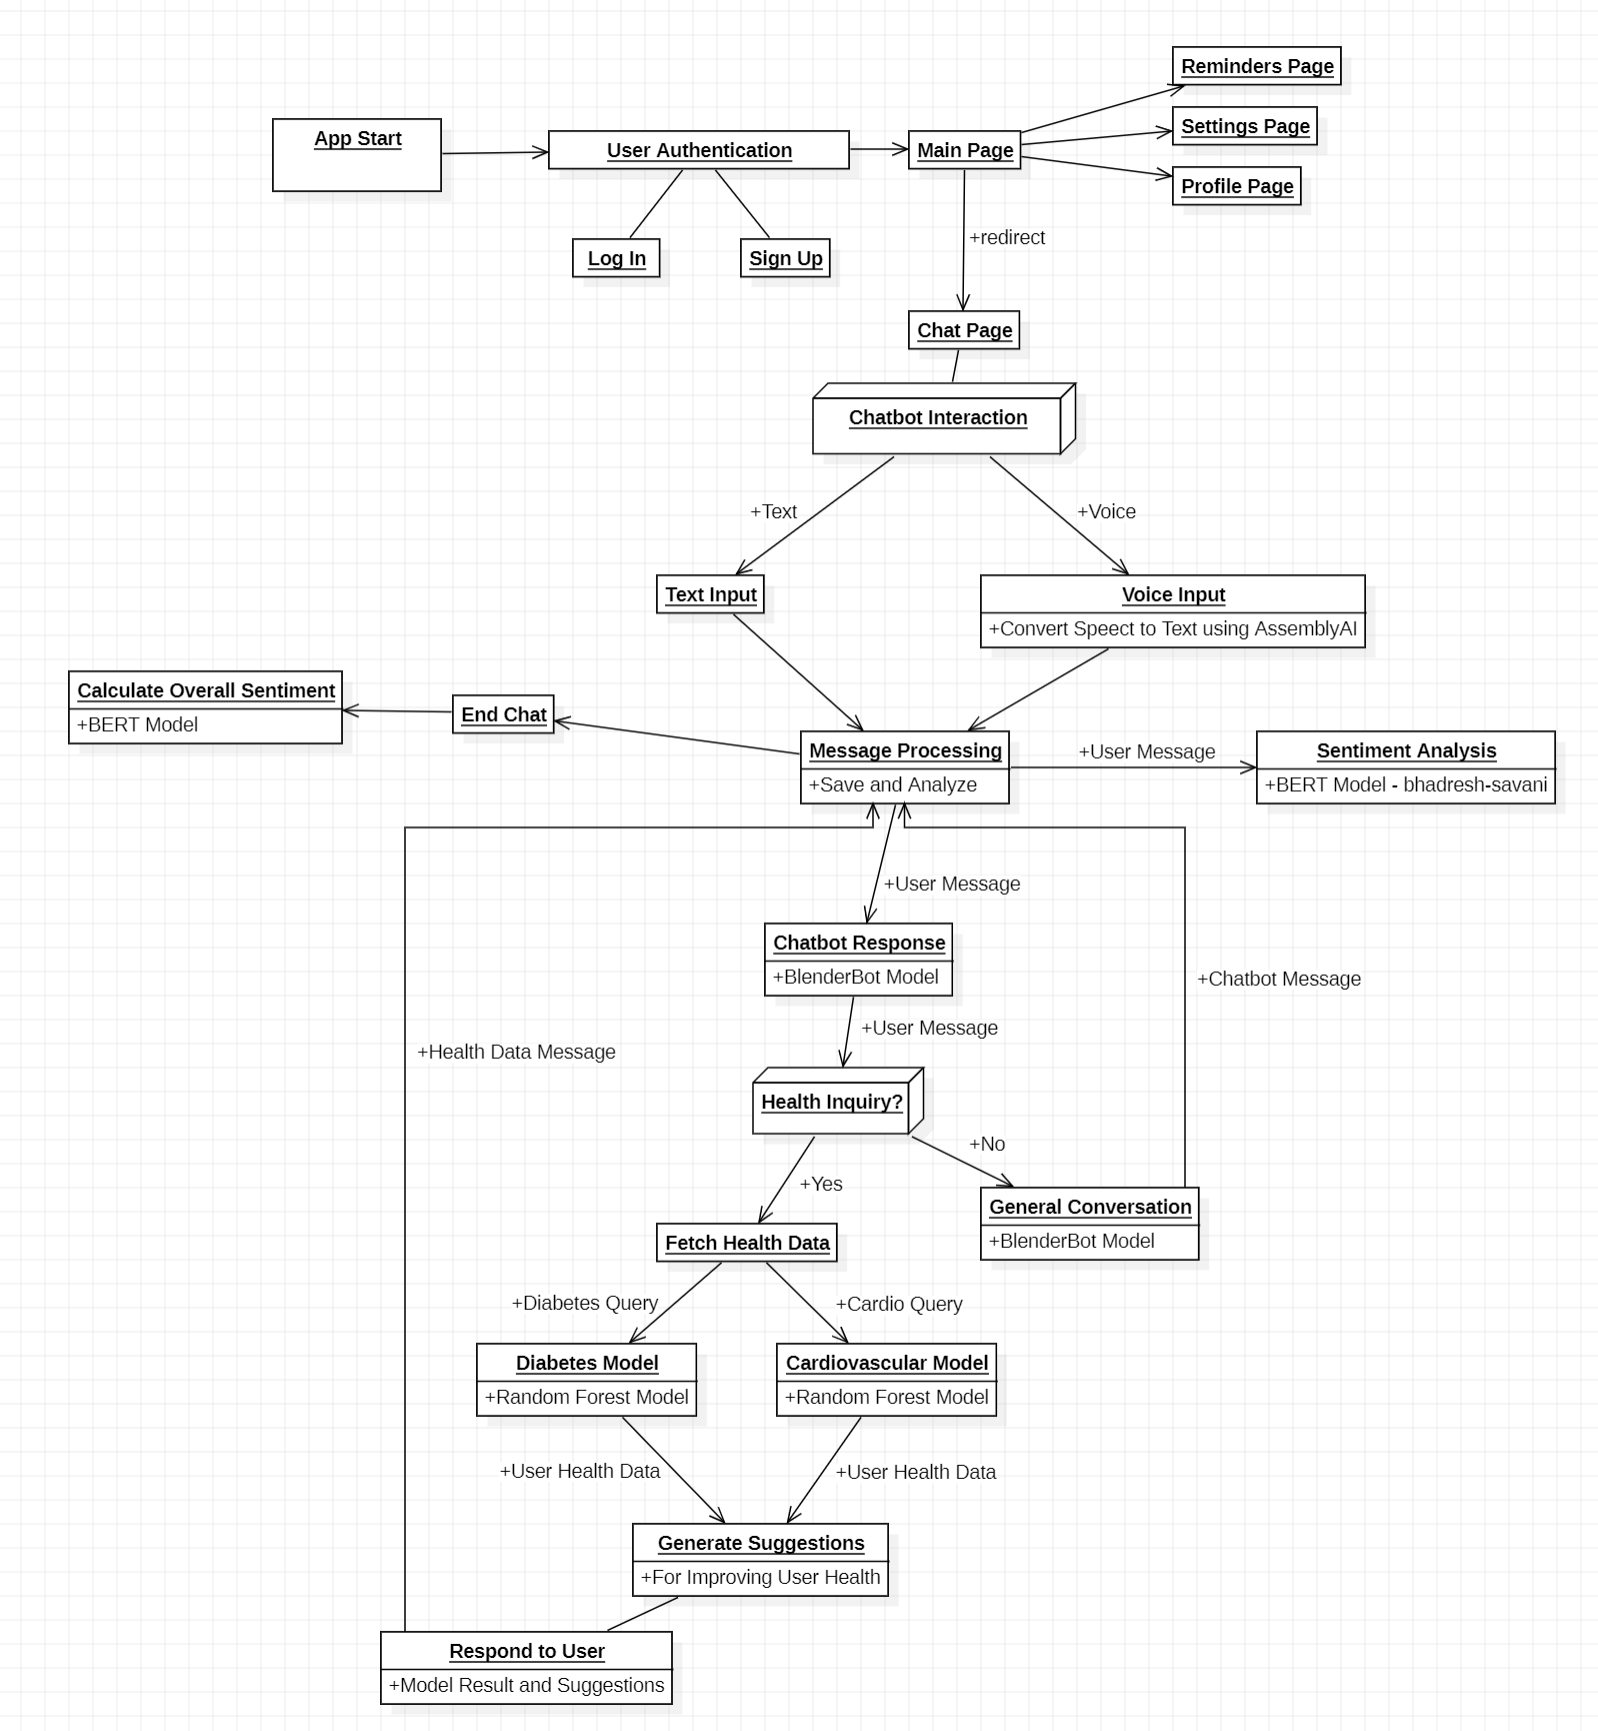 Reminders Page
App Start
Settings Page
User Authentication
Main Page
Profile Page
+redirect
Log In
Sign Up
Chat Page
Chatbot Interaction
+Text
+Voice
Text Input
Voice Input
+Convert Speect to Text using AssemblyAI
Calculate Overall Sentiment
+BERT Model
End Chat
Message Processing
+Save and Analyze
+User Message
Sentiment Analysis
+BERT Model - bhadresh-savani
+User Message
Chatbot Response
+BlenderBot Model
+Chatbot Message
+User Message
+Health Data Message
Health Inquiry?
+No
+Yes
General Conversation
+BlenderBot Model
Fetch Health Data
+Diabetes Query
+Cardio Query
Diabetes Model
+Random Forest Model
Cardiovascular Model
+Random Forest Model
+User Health Data
+User Health Data
Generate Suggestions
+For Improving User Health
Respond to User
+Model Result and Suggestions